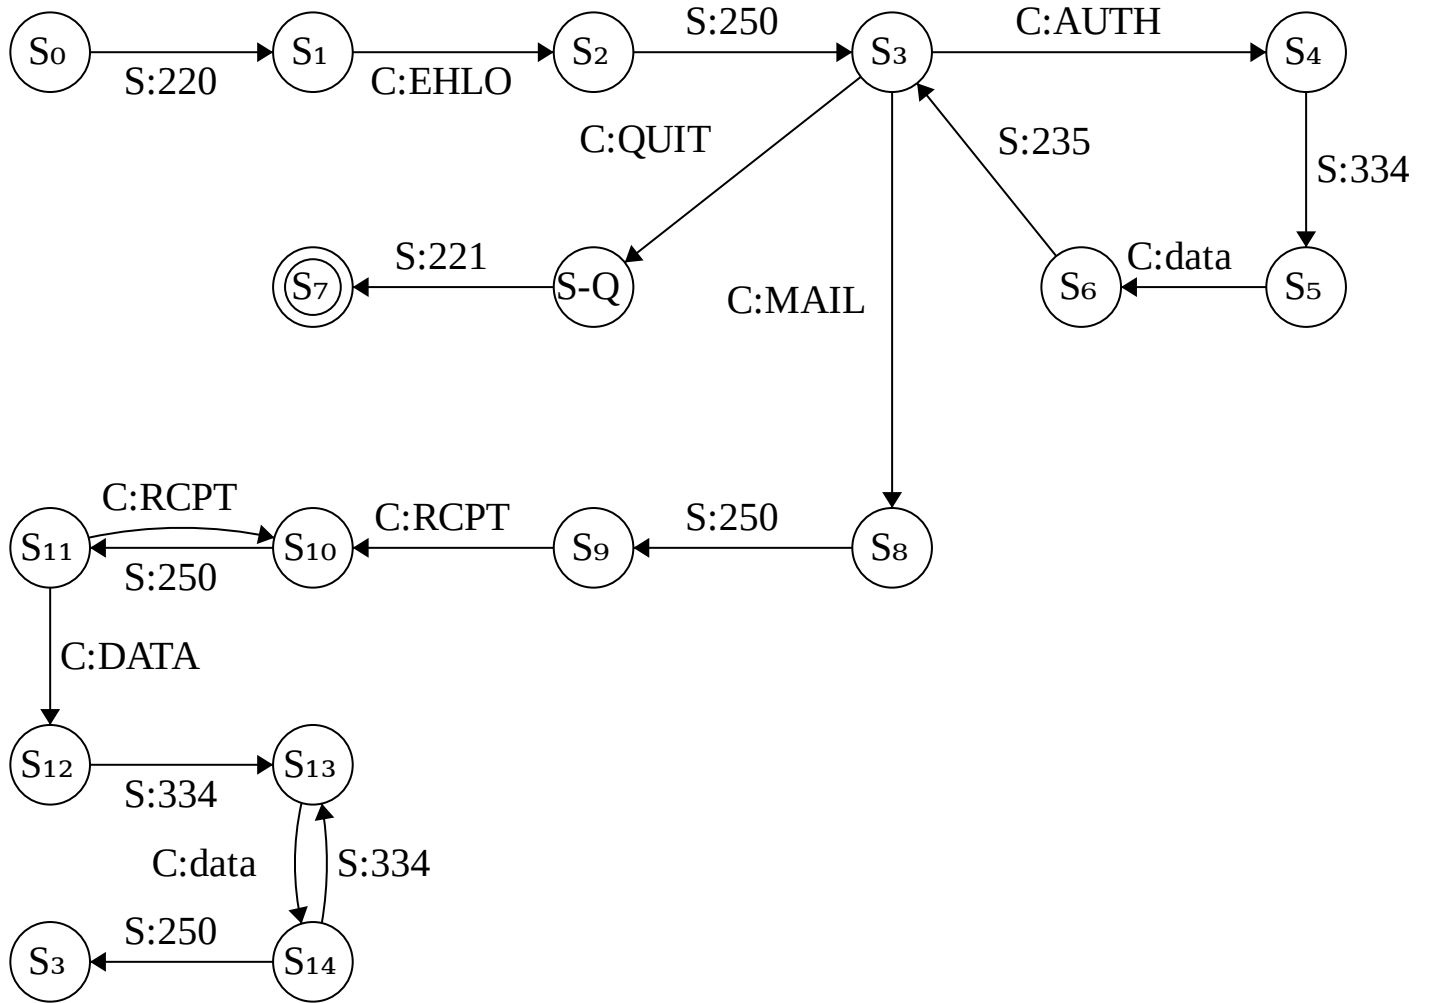 S:250
C:AUTH
S₀
S₁
S₂
S₃
S₄
S:220
C:EHLO
C:QUIT
S:235
S:334
S:221
C:data
S₇
S-Q
S₆
S₅
C:MAIL
C:RCPT
C:RCPT
S:250
S₁₁
S₁₀
S₉
S₈
S:250
C:DATA
S₁₂
S₁₃
S:334
C:data
S:334
S:250
S₃
S₁₄